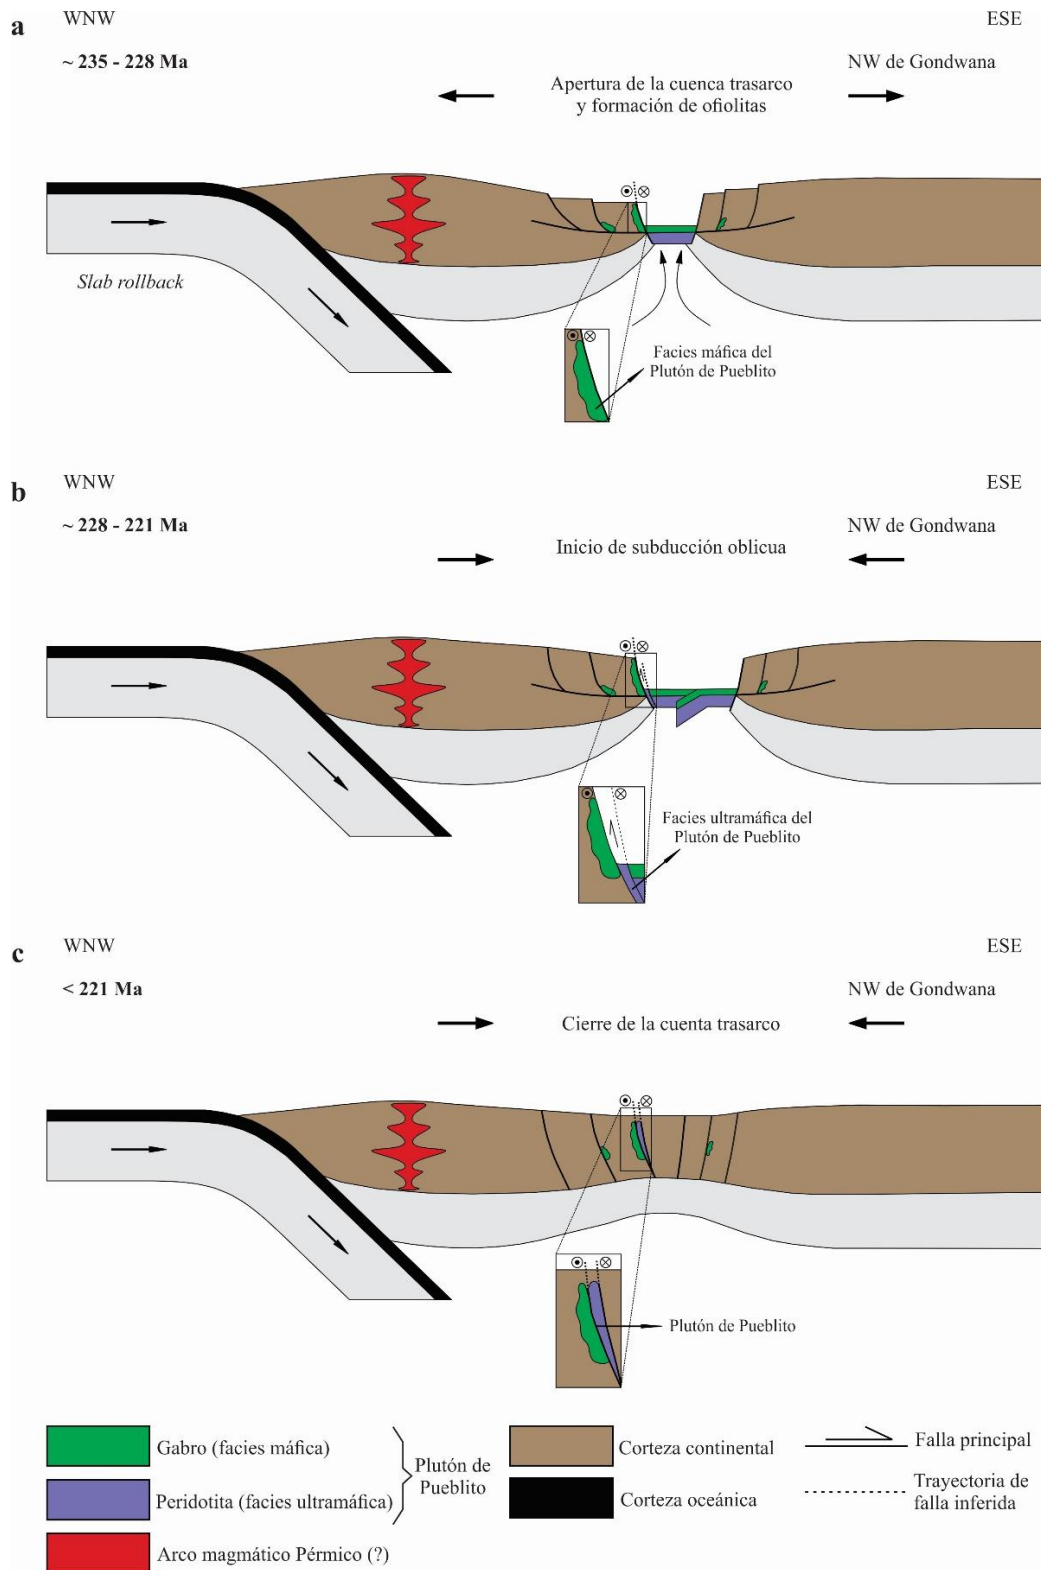 a
WNW
ESE
~ 235 - 228 Ma
NW de Gondwana
Apertura de la cuenca trasarco
y formación de ofiolitas
Slab rollback
Facies máfica del
Plutón de Pueblito
b
WNW
ESE
~ 228 - 221 Ma
NW de Gondwana
Inicio de subducción oblicua
Facies ultramáfica del
Plutón de Pueblito
c
WNW
ESE
< 221 Ma
NW de Gondwana
Cierre de la cuenta trasarco
Plutón de Pueblito
Gabro (facies máfica)
Peridotita (facies ultramáfica)
Plutón de
Pueblito
Arco magmático Pérmico (?)
Corteza continental
Corteza oceánica
Falla principal
Trayectoria de
falla inferida